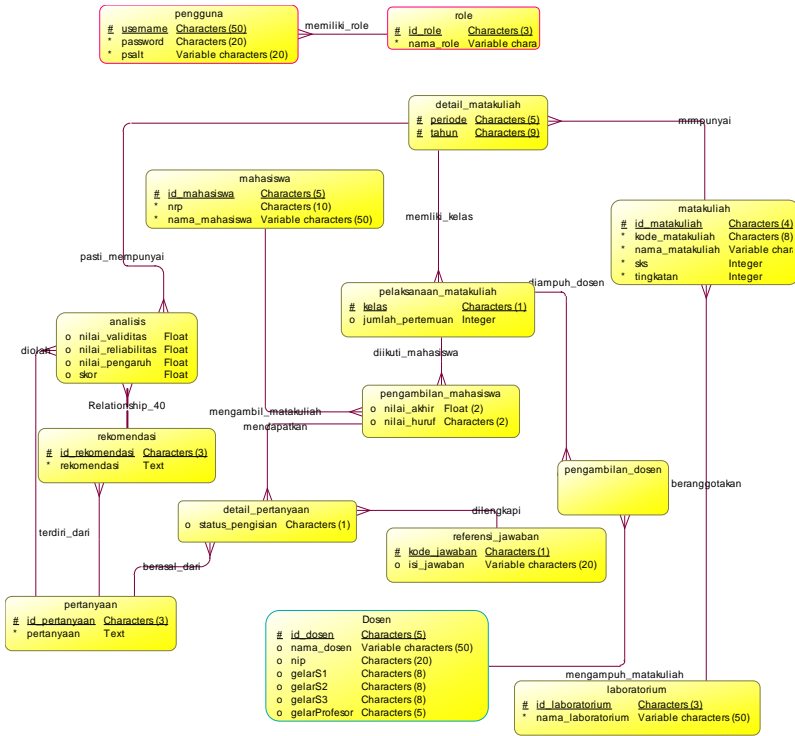 pengguna
# username Characters (50)
* password Characters (20)
* psalt Variable characters (20)
memiliki_role
role
# id_role Characters (3)
* nama_role Variable chara
detail_matakuliah
# periode Characters (5)
# tahun Characters (9)
mrmpunyai
mahasiswa
# id_mahasiswa Characters (5)
* nrp Characters (10)
* nama_mahasiswa Variable characters (50)
memliki_kelas
matakuliah
# id_matakuliah Characters (4)
* kode_matakuliah Characters (8)
* nama_matakuliah Variable char
* sks Integer
* tingkatan Integer
pasti_mempunyai
diampuh_dosen
pelaksanaan_matakuliah
# kelas Characters (1)
o jumlah_pertemuan Integer
analisis
o nilai_validitas Float
o nilai_reliabilitas Float
o nilai_pengaruh Float
o skor Float
diolah
diikuti_mahasiswa
pengambilan_mahasiswa
o nilai_akhir Float (2)
o nilai_huruf Characters (2)
Relationship_40
mengambil_matakuliah
mendapatkan
rekomendasi
# id_rekomendasi Characters (3)
* rekomendasi Text
pengambilan_dosen
beranggotakan
detail_pertanyaan
o status_pengisian Characters (1)
dilengkapi
terdiri_dari
referensi_jawaban
# kode_jawaban Characters (1)
o isi_jawaban Variable characters (20)
berasal_dari
pertanyaan
# id_pertanyaan Characters (3)
* pertanyaan Text
Dosen
# id_dosen Characters (5)
o nama_dosen Variable characters (50)
o nip Characters (20)
o gelarS1 Characters (8)
o gelarS2 Characters (8)
o gelarS3 Characters (8)
o gelarProfesor Characters (5)
mengampuh_matakuliah
laboratorium
# id_laboratorium Characters (3)
* nama_laboratorium Variable characters (50)